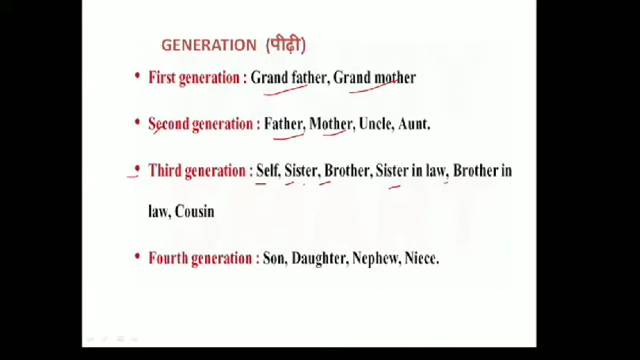 GENERATION (पीढ़ी)
• First generation : Grand father, Grand mother
• Second generation : Father, Mother, Uncle, Aunt.
• Third generation : Self, Sister, Brother, Sister in law, Brother in
law, Cousin
• Fourth generation : Son, Daughter, Nephew, Niece.